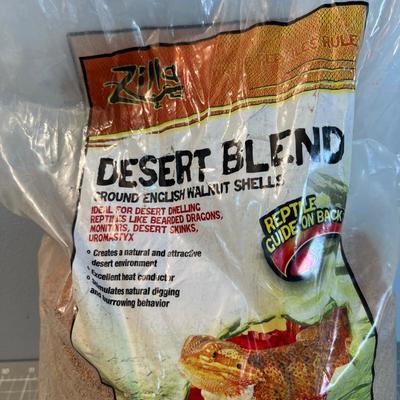 REPTILES RULE
Zilla
DESERT BLEND
GROUND ENGLISH WALNUT SHELLS
IDEAL FOR DESERT DWELLING
REPTILES LIKE BEARDED DRAGONS,
MONITORS, DESERT SKINKS,
UROMASTYX
• Creates a natural and attractive
desert environment
• Excellent heat conductor
• Stimulates natural digging
and burrowing behavior
REPTILE
GUIDE ON BACK